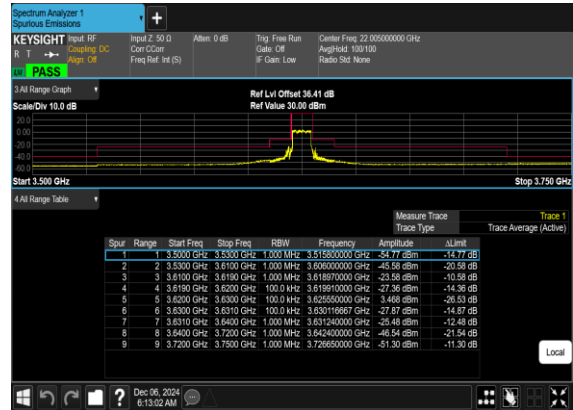 Spectrum Analyzer 1
Spurious Emissions
KEYSIGHT Input: RF Input Z: 50 Ω Atten: 0 dB Trig: Free Run Center Freq: 22.005000000 GHz
R T Coupling: DC Corr CCorr Gate: Off Avg|Hold: 100/100
Align: Off Freq Ref: Int (S) IF Gain: Low Radio Std: None
PASS
3 All Range Graph
Ref Lvl Offset 36.41 dB
Scale/Div 10.0 dB Ref Value 30.00 dBm
20.0
0.00
-20.0
-40.0
-60.0
Start 3.500 GHz Stop 3.750 GHz
4 All Range Table
Measure Trace Trace 1
Trace Type Trace Average (Active)
Spur Range Start Freq Stop Freq RBW Frequency Amplitude ΔLimit
1 1 3.5000 GHz 3.5300 GHz 1.000 MHz 3.515800000 GHz -54.77 dBm -14.77 dB
2 2 3.5300 GHz 3.6100 GHz 1.000 MHz 3.606000000 GHz -45.58 dBm -20.58 dB
3 3 3.6100 GHz 3.6190 GHz 1.000 MHz 3.618970000 GHz -23.58 dBm -10.58 dB
4 4 3.6190 GHz 3.6200 GHz 100.0 kHz 3.619910000 GHz -27.36 dBm -14.36 dB
5 5 3.6200 GHz 3.6300 GHz 100.0 kHz 3.625550000 GHz 3.468 dBm -26.53 dB
6 6 3.6300 GHz 3.6310 GHz 100.0 kHz 3.630116667 GHz -27.87 dBm -14.87 dB
7 7 3.6310 GHz 3.6400 GHz 1.000 MHz 3.631240000 GHz -25.48 dBm -12.48 dB
8 8 3.6400 GHz 3.7200 GHz 1.000 MHz 3.642400000 GHz -46.54 dBm -21.54 dB
9 9 3.7200 GHz 3.7500 GHz 1.000 MHz 3.726650000 GHz -51.30 dBm -11.30 dB
Local
Dec 06, 2024
6:13:02 AM